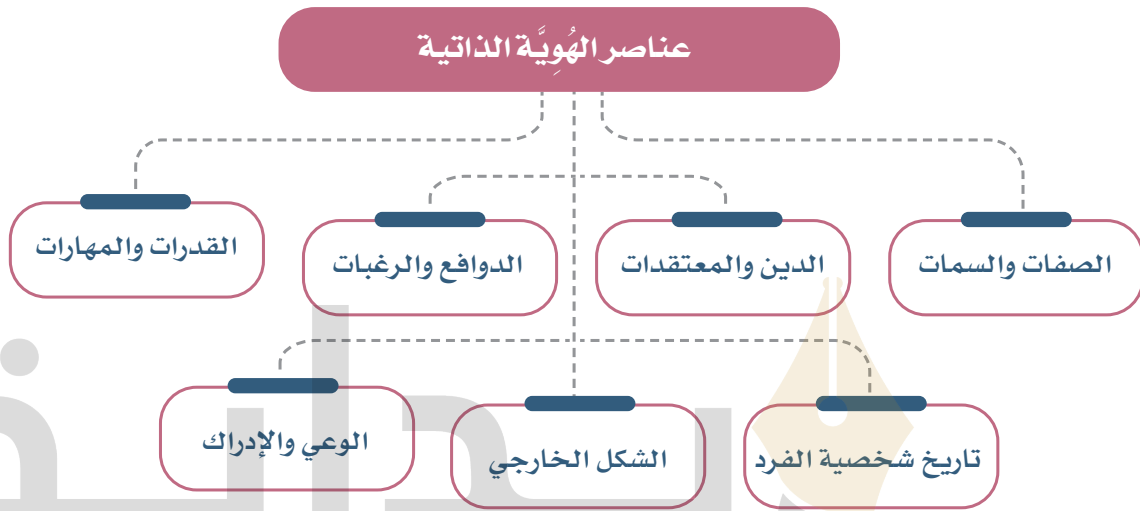 عناصر الهُوِيَّة الذاتية
الصفات والسمات
الدين والمعتقدات
الدوافع والرغبات
القدرات والمهارات
تاريخ شخصية الفرد
الشكل الخارجي
الوعي والإدراك